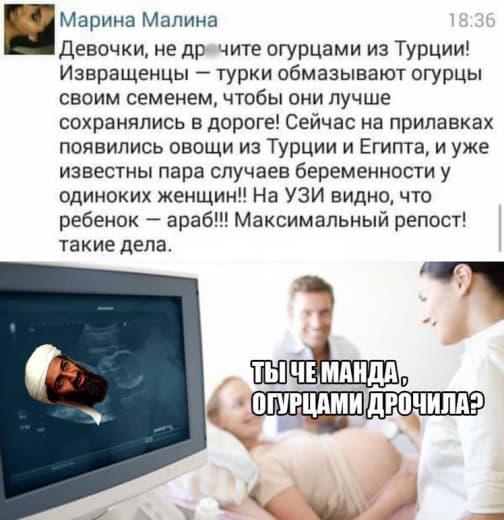 Марина Малина
18:36
Девочки, не др чите огурцами из Турции!
Извращенцы — турки обмазывают огурцы
своим семенем, чтобы они лучше
сохранялись в дороге! Сейчас на прилавках
появились овощи из Турции и Египта, и уже
известны пара случаев беременности у
одиноких женщин!! На УЗИ видно, что
ребенок — араб!!! Максимальный репост!
такие дела.
ТЫ ЧЕ МАНДА,
ОГУРЦАМИ ДРОЧИЛА?